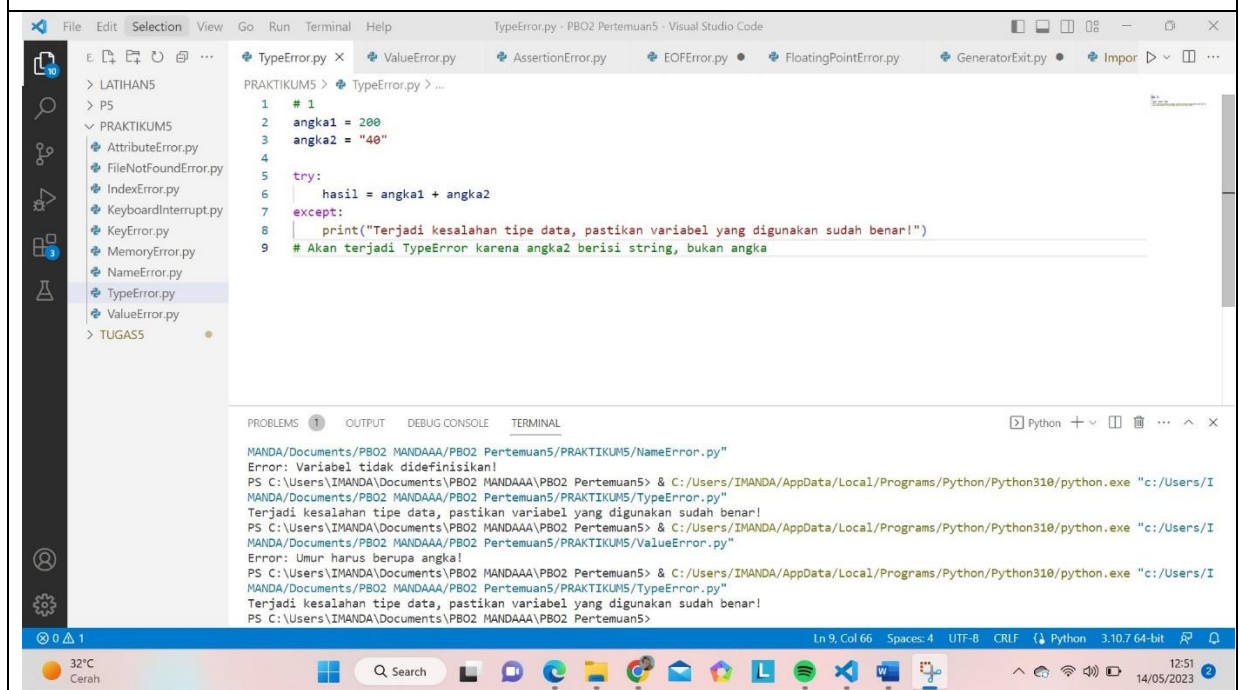 File Edit Selection View Go Run Terminal Help TypeError.py - PBO2 Pertemuan5 - Visual Studio Code
E
TypeError.py ValueError.py AssertionError.py EOFError.py FloatingPointError.py GeneratorExit.py Impor
10
3
> LATIHAN5
> P5
PRAKTIKUM5
AttributeError.py
FileNotFoundError.py
IndexError.py
KeyboardInterrupt.py
KeyError.py
MemoryError.py
NameError.py
TypeError.py
ValueError.py
> TUGAS5
PRAKTIKUM5 > TypeError.py > ...
1 # 1
2 angka1 = 200
3 angka2 = "40"
4
5 try:
6 hasil = angka1 + angka2
7 except:
8 print("Terjadi kesalahan tipe data, pastikan variabel yang digunakan sudah benar!")
9 # Akan terjadi TypeError karena angka2 berisi string, bukan angka
PROBLEMS 1 OUTPUT DEBUG CONSOLE TERMINAL Python
MANDA/Documents/PBO2 MANDAAA/PBO2 Pertemuan5/PRAKTIKUM5/NameError.py"
Error: Variabel tidak didefinisikan!
PS C:\Users\IMANDA\Documents\PBO2 MANDAAA\PBO2 Pertemuan5> & C:/Users/IMANDA/AppData/Local/Programs/Python/Python310/python.exe "c:/Users/I
MANDA/Documents/PBO2 MANDAAA/PBO2 Pertemuan5/PRAKTIKUM5/TypeError.py"
Terjadi kesalahan tipe data, pastikan variabel yang digunakan sudah benar!
PS C:\Users\IMANDA\Documents\PBO2 MANDAAA\PBO2 Pertemuan5> & C:/Users/IMANDA/AppData/Local/Programs/Python/Python310/python.exe "c:/Users/I
MANDA/Documents/PBO2 MANDAAA/PBO2 Pertemuan5/PRAKTIKUM5/ValueError.py"
Error: Umur harus berupa angka!
PS C:\Users\IMANDA\Documents\PBO2 MANDAAA\PBO2 Pertemuan5> & C:/Users/IMANDA/AppData/Local/Programs/Python/Python310/python.exe "c:/Users/I
MANDA/Documents/PBO2 MANDAAA/PBO2 Pertemuan5/PRAKTIKUM5/TypeError.py"
Terjadi kesalahan tipe data, pastikan variabel yang digunakan sudah benar!
PS C:\Users\IMANDA\Documents\PBO2 MANDAAA\PBO2 Pertemuan5>
0 1 Ln 9, Col 66 Spaces: 4 UTF-8 CRLF Python 3.10.7 64-bit
32°C
Cerah
Search
L
12:51
14/05/2023
2